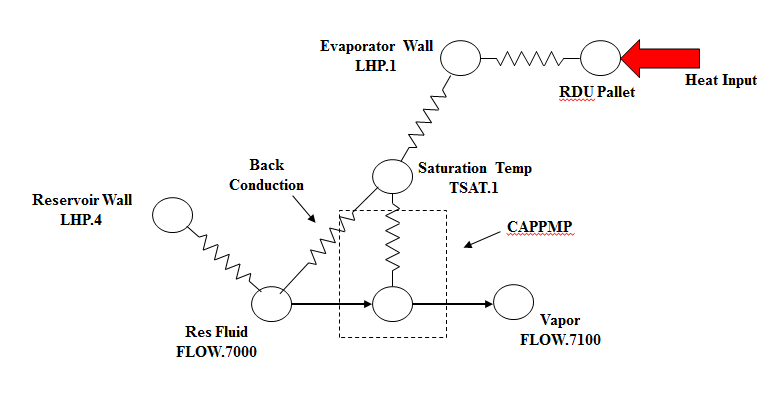 Evaporator Wall
LHP.1
Heat Input
RDU Pallet
Back
Conduction
Saturation Temp
TSAT.1
Reservoir Wall
LHP.4
CAPPMP
Res Fluid
FLOW.7000
Vapor
FLOW.7100